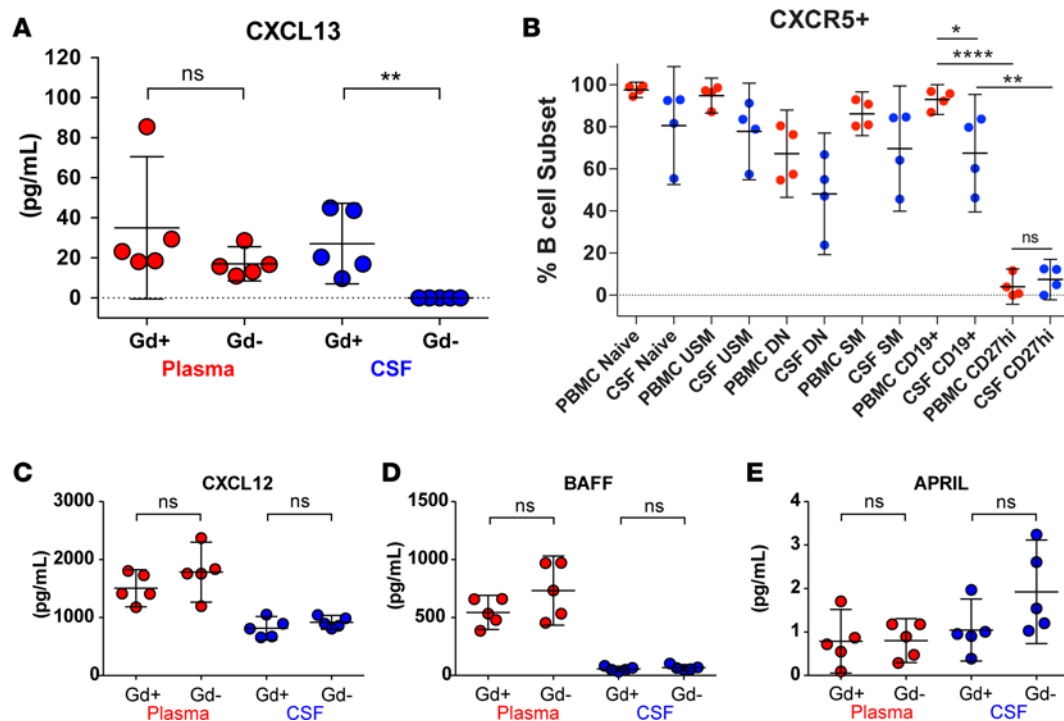 A
CXCL13
(pg/mL)
120
100
80
60
40
20
0
ns
**
Gd+
Gd-
Gd+
Gd-
Plasma
CSF
B
CXCR5+
% B cell Subset
100
80
60
40
20
0
*
****
**
ns
PBMC Naive
CSF Naive
PBMC USM
CSF USM
PBMC DN
CSF DN
PBMC SM
CSF SM
PBMC CD19+
CSF CD19+
PBMC CD27hi
CSF CD27hi
C
CXCL12
(pg/mL)
3000
2000
1000
0
ns
ns
Gd+
Gd-
Gd+
Gd-
Plasma
CSF
D
BAFF
(pg/mL)
1500
1000
500
0
ns
ns
Gd+
Gd-
Gd+
Gd-
Plasma
CSF
E
APRIL
(pg/mL)
4
3
2
1
0
ns
ns
Gd+
Gd-
Gd+
Gd-
Plasma
CSF